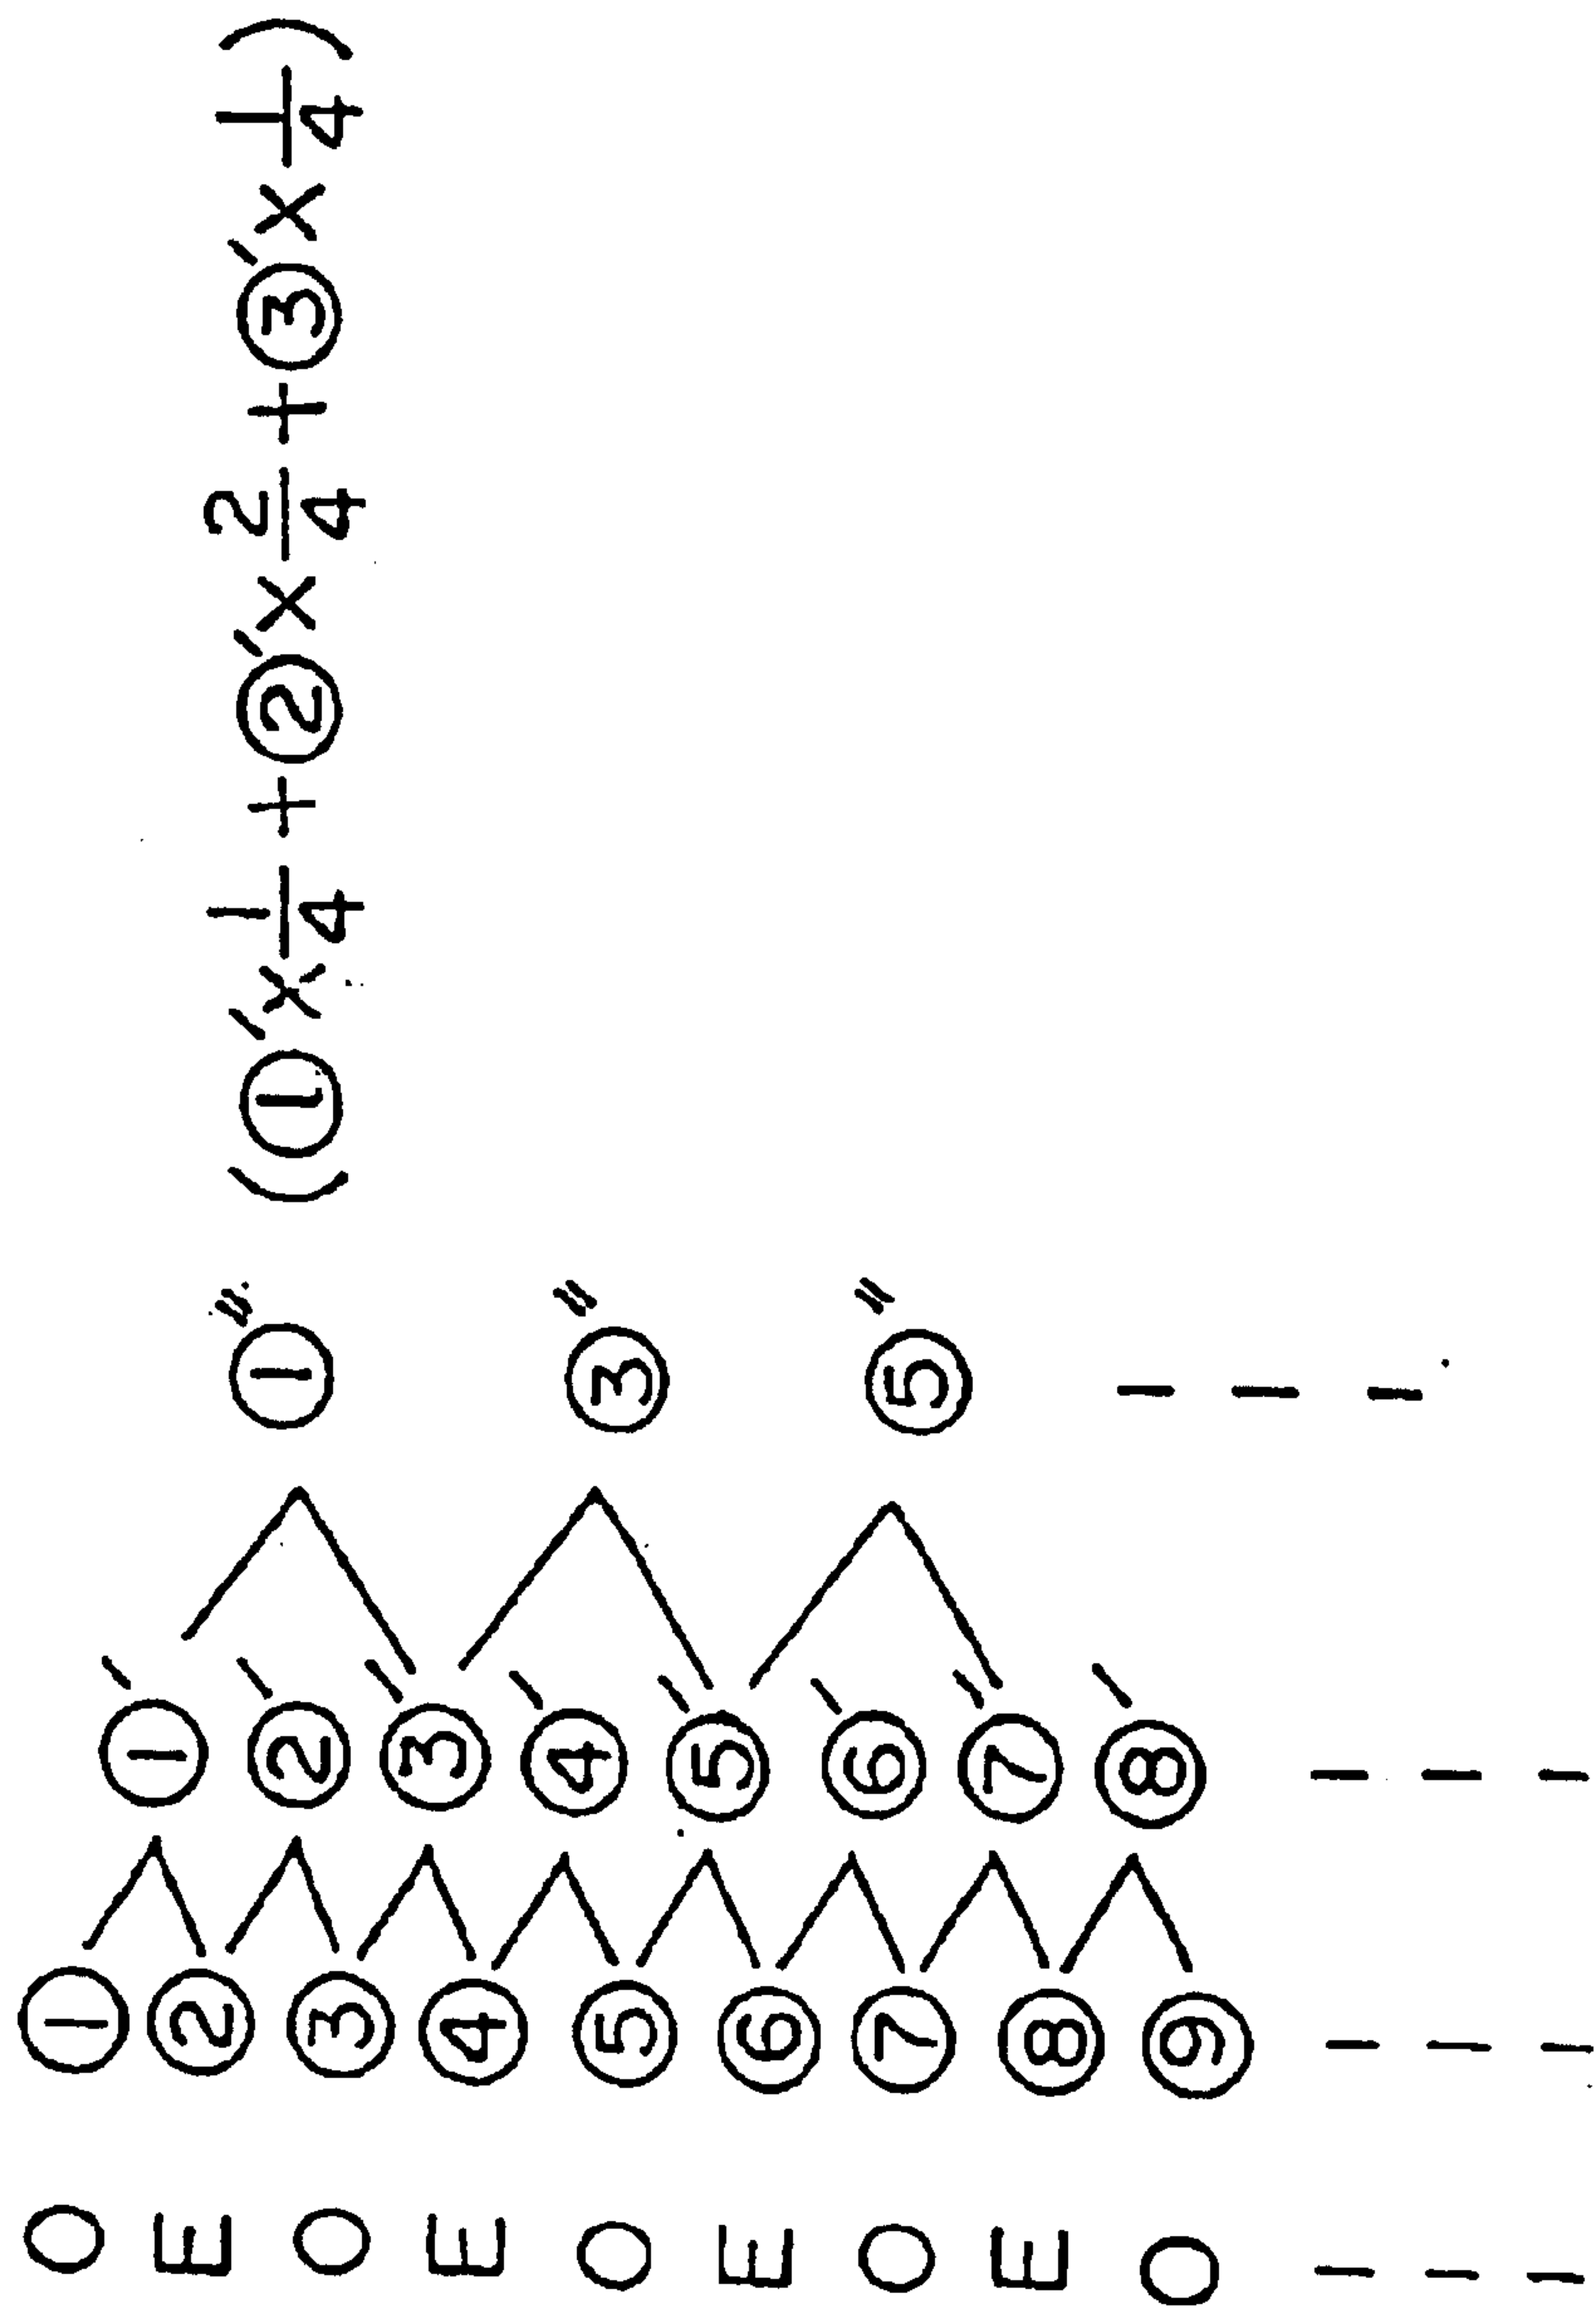 O ①
①′
E ②
②′ ①″ (①′×1/4+②′×2/4+③′×1/4)
O ③
③′
E ④
④′
O ⑤ ③″
⑤′
E ⑥
⑥′
O ⑦ ⑤″
⑦′
E ⑧
⑧′
O ⑨